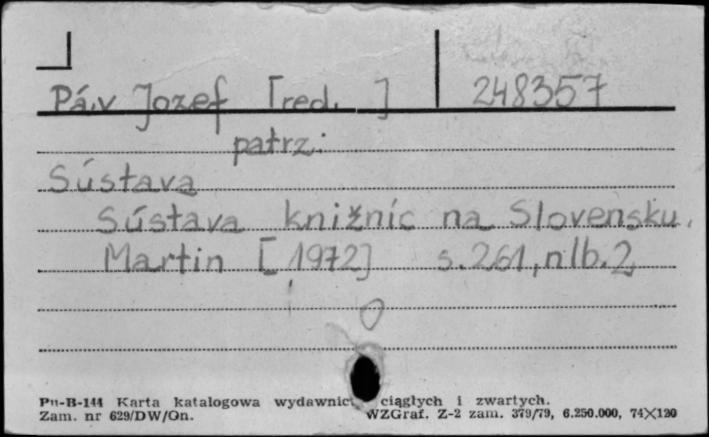 Páv Jozef [red. ] 248357
patrz:
Sústava
Sústava knižníc na Slovensku.
Martin [1972] s. 261, nlb. 2
Pu-B-144 Karta katalogowa wydawnict ciągłych i zwartych.
Zam. nr 629/DW/On. WZGraf. Z-2 zam. 379/79, 6.250.000, 74×120